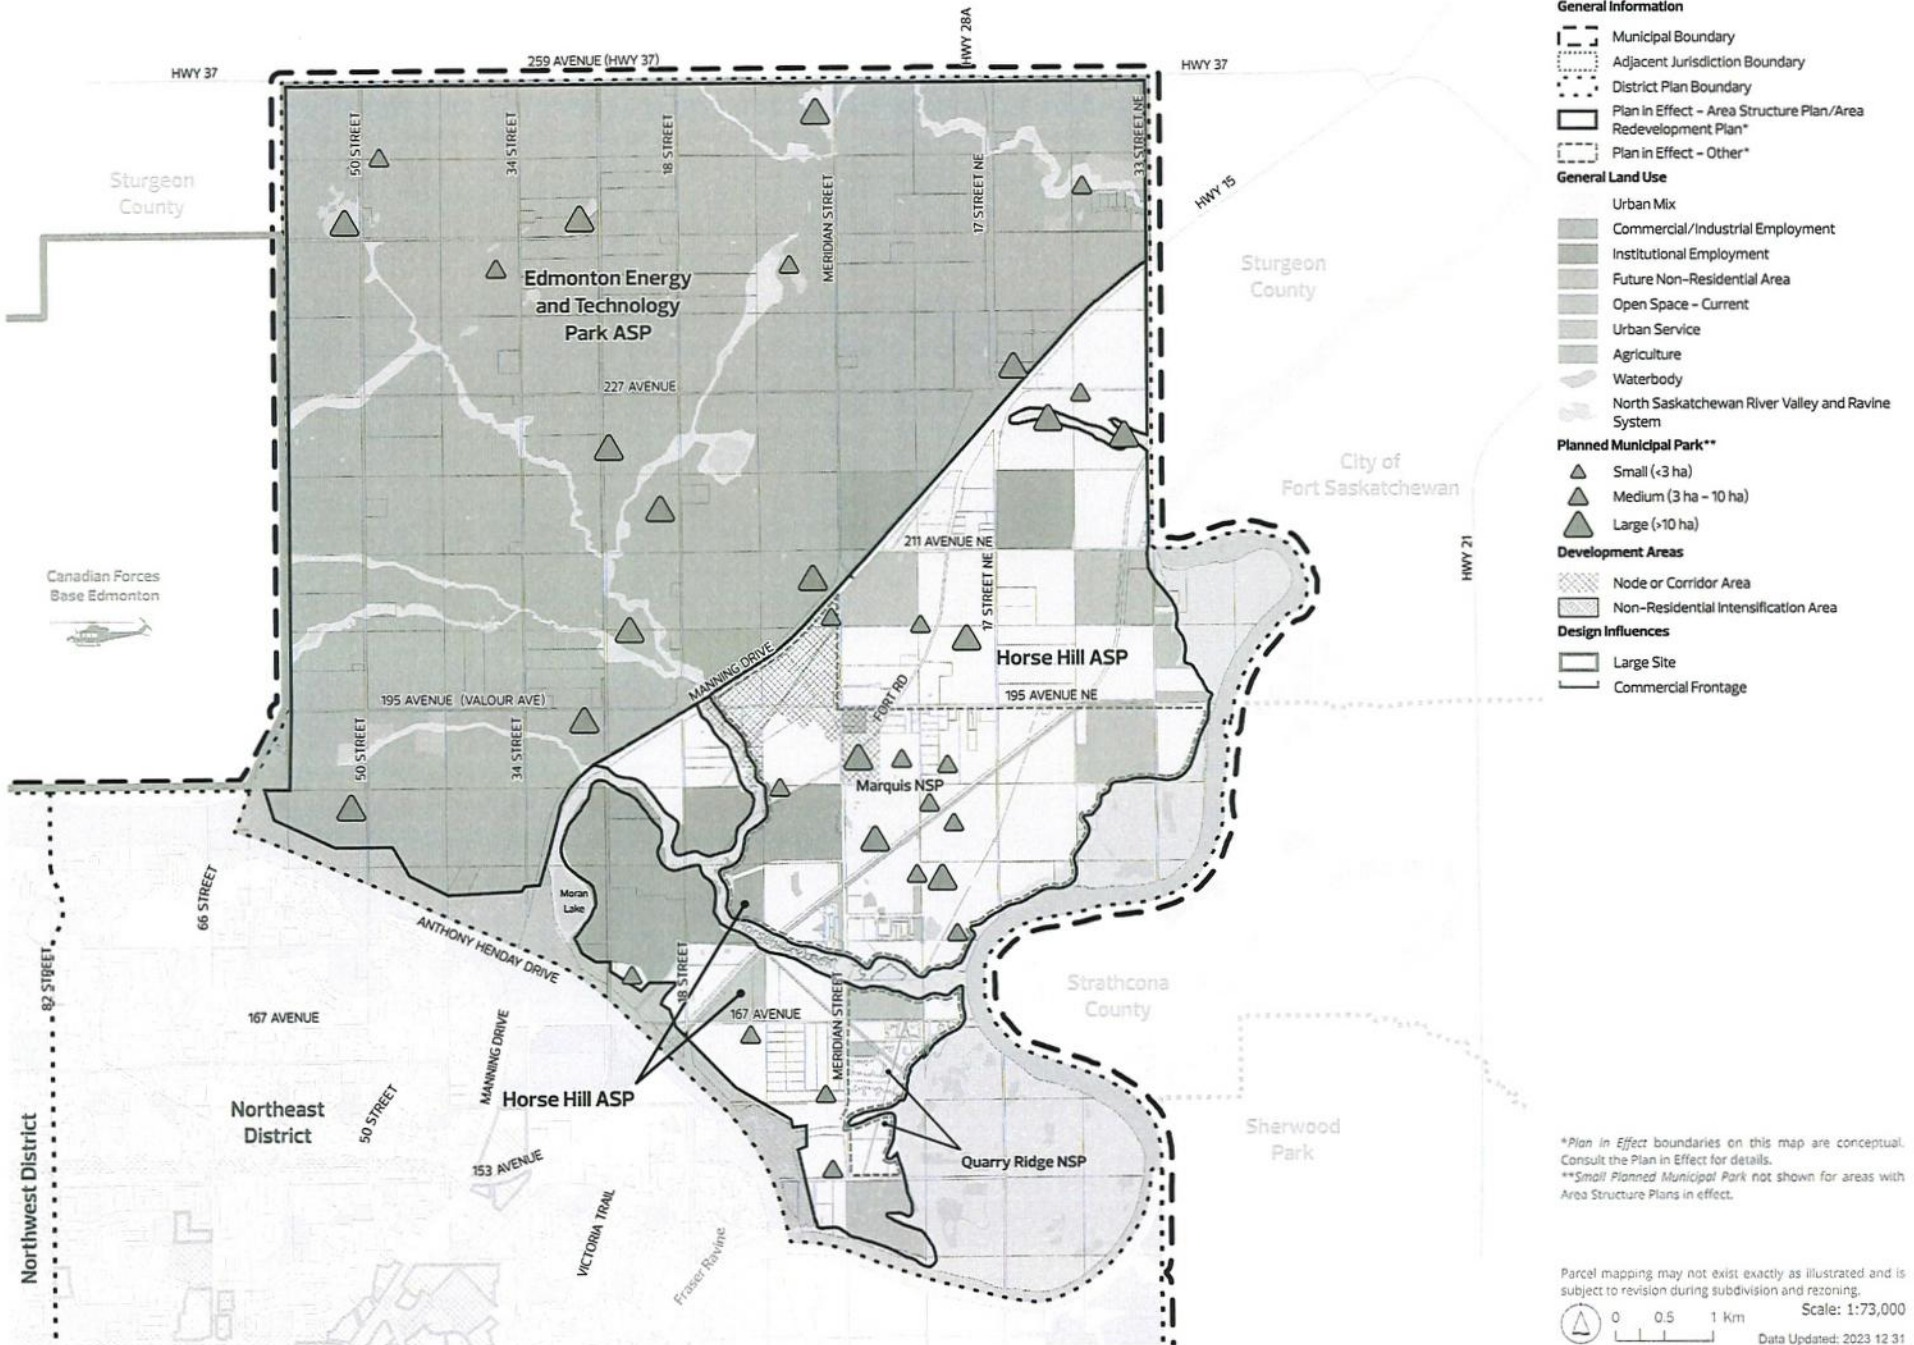 General Information
Municipal Boundary
Adjacent Jurisdiction Boundary
District Plan Boundary
Plan in Effect – Area Structure Plan/Area
Redevelopment Plan*
Plan in Effect – Other*
General Land Use
Urban Mix
Commercial/Industrial Employment
Institutional Employment
Future Non-Residential Area
Open Space – Current
Urban Service
Agriculture
Waterbody
North Saskatchewan River Valley and Ravine
System
Planned Municipal Park**
Small (<3 ha)
Medium (3 ha – 10 ha)
Large (>10 ha)
Development Areas
Node or Corridor Area
Non-Residential Intensification Area
Design Influences
Large Site
Commercial Frontage
HWY 37
259 AVENUE (HWY 37)
HWY 28A
HWY 37
50 STREET
34 STREET
18 STREET
MERIDIAN STREET
17 STREET NE
33 STREET NE
HWY 15
Sturgeon
County
Sturgeon
County
Edmonton Energy
and Technology
Park ASP
227 AVENUE
City of
Fort Saskatchewan
HWY 21
211 AVENUE NE
17 STREET NE
Canadian Forces
Base Edmonton
MANNING DRIVE
Horse Hill ASP
195 AVENUE (VALOUR AVE)
195 AVENUE NE
FORT RD
50 STREET
34 STREET
Marquis NSP
66 STREET
Moran
Lake
ANTHONY HENDAY DRIVE
82 STREET
18 STREET
MERIDIAN STREET
Strathcona
County
167 AVENUE
167 AVENUE
MANNING DRIVE
Horse Hill ASP
Northeast
District
50 STREET
Northwest District
153 AVENUE
Quarry Ridge NSP
Sherwood
Park
VICTORIA TRAIL
Fraser Ravine
*Plan in Effect boundaries on this map are conceptual.
Consult the Plan in Effect for details.
**Small Planned Municipal Park not shown for areas with
Area Structure Plans in effect.
Parcel mapping may not exist exactly as illustrated and is
subject to revision during subdivision and rezoning.
0 0.5 1 Km
Scale: 1:73,000
Data Updated: 2023 12 31